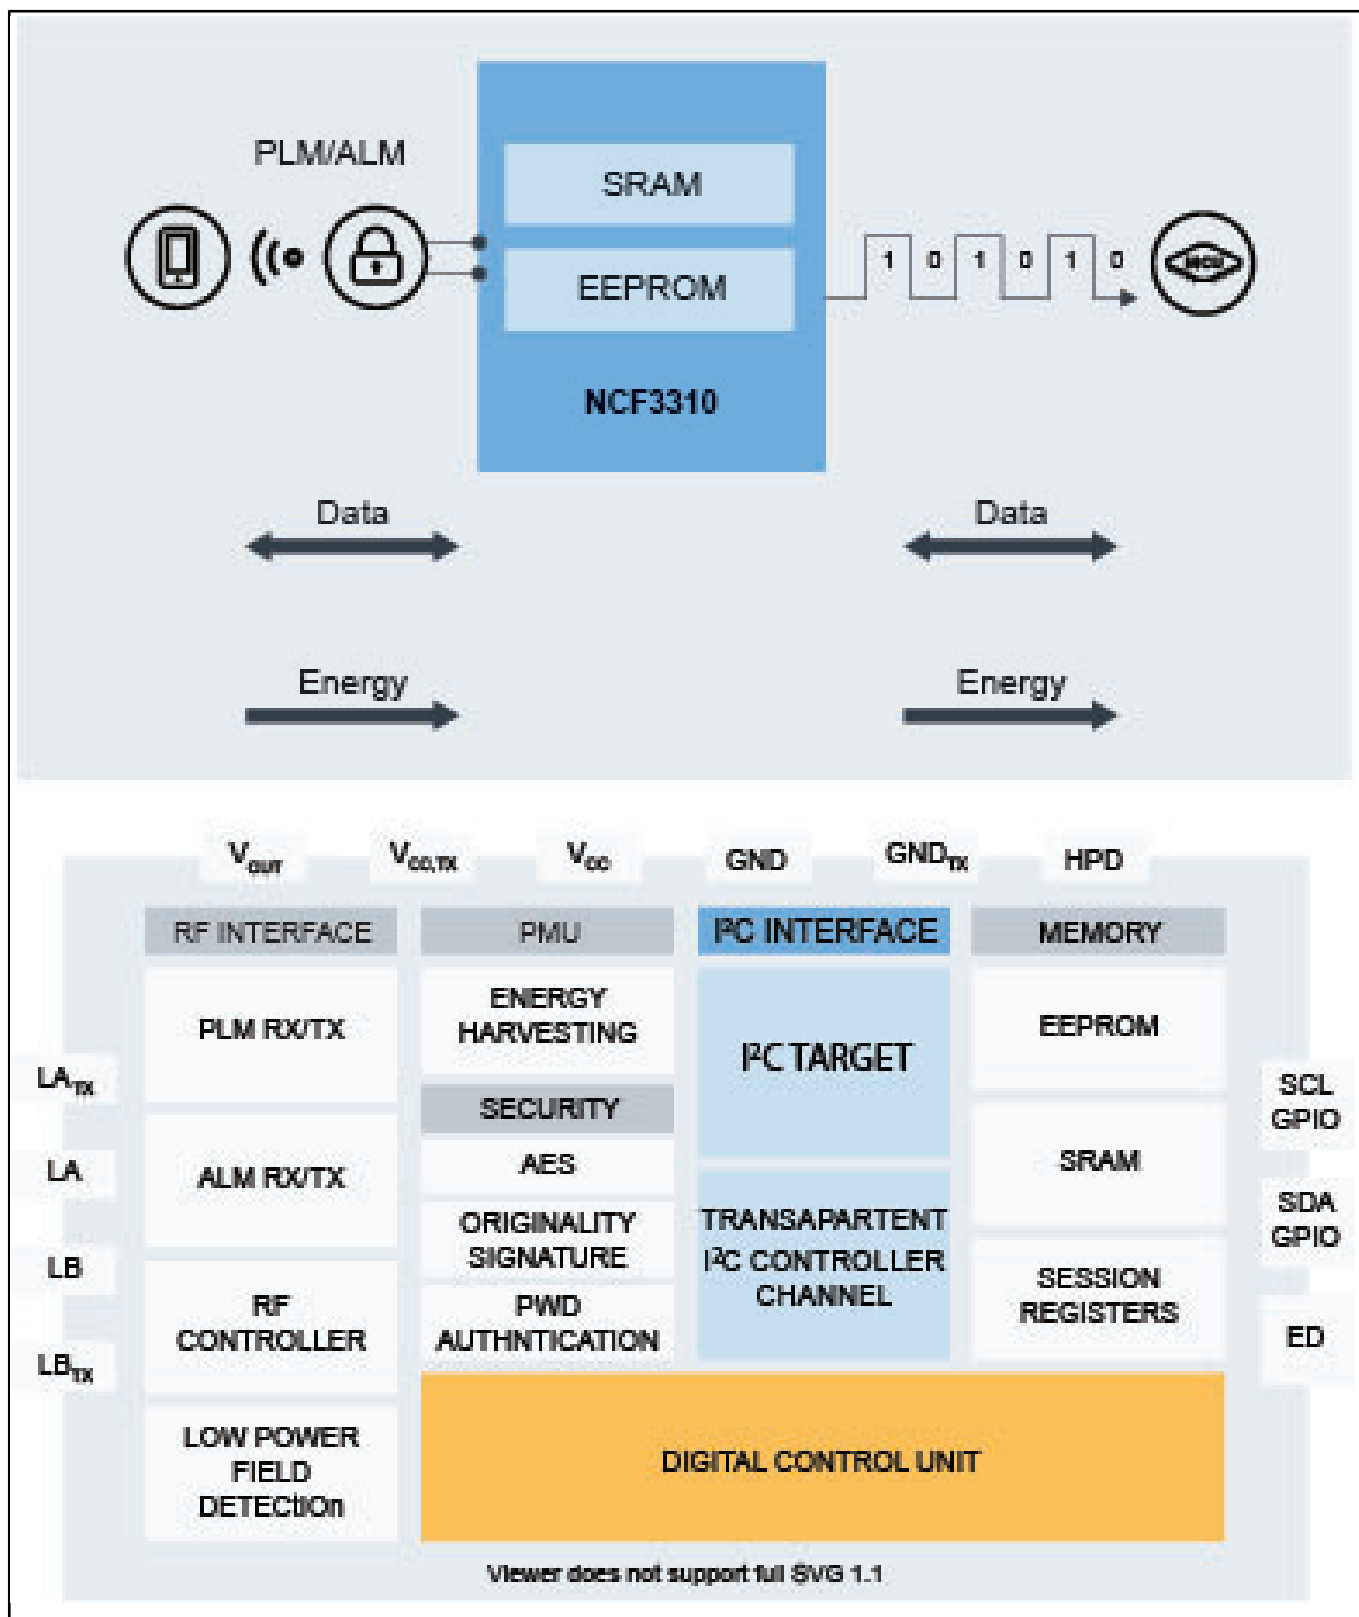 PLM/ALM
SRAM
EEPROM
1 0 1 0 1 0
MCU
NCF3310
Data
Data
Energy
Energy
VOUT
VCC,TX
VCC
GND
GNDTX
HPD
RF INTERFACE
PMU
I²C INTERFACE
MEMORY
PLM RX/TX
ENERGY
HARVESTING
I²C TARGET
EEPROM
LATX
SCL
GPIO
SECURITY
LA
ALM RX/TX
AES
SRAM
ORIGINALITY
SIGNATURE
TRANSAPARTENT
I²C CONTROLLER
CHANNEL
SDA
GPIO
LB
RF
CONTROLLER
PWD
AUTHNTICATION
SESSION
REGISTERS
ED
LBTX
LOW POWER
FIELD
DETECtIOn
DIGITAL CONTROL UNIT
Viewer does not support full SVG 1.1